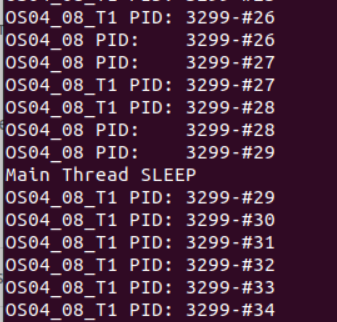 OS04_08_T1 PID: 3299-#26
OS04_08 PID:    3299-#26
OS04_08 PID:    3299-#27
OS04_08_T1 PID: 3299-#27
OS04_08_T1 PID: 3299-#28
OS04_08 PID:    3299-#28
OS04_08 PID:    3299-#29
Main Thread SLEEP
OS04_08_T1 PID: 3299-#29
OS04_08_T1 PID: 3299-#30
OS04_08_T1 PID: 3299-#31
OS04_08_T1 PID: 3299-#32
OS04_08_T1 PID: 3299-#33
OS04_08_T1 PID: 3299-#34